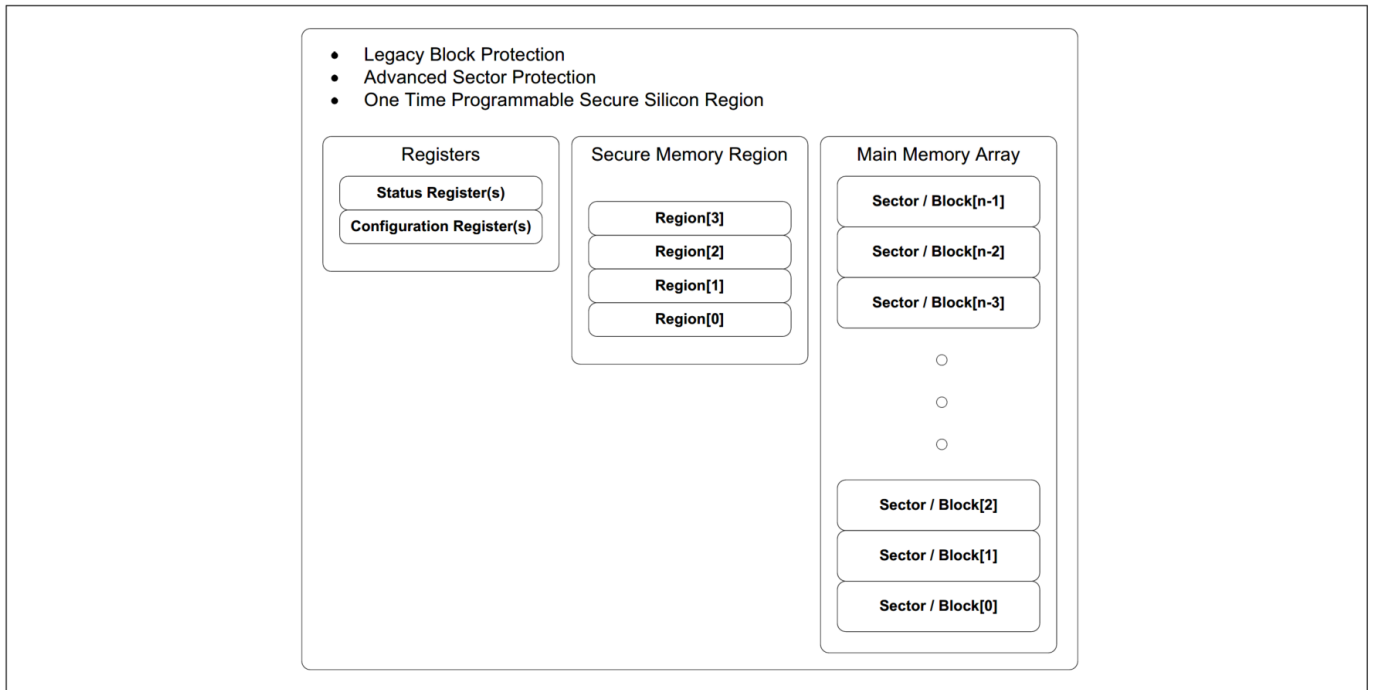 • Legacy Block Protection
• Advanced Sector Protection
• One Time Programmable Secure Silicon Region
Registers
Status Register(s)
Configuration Register(s)
Secure Memory Region
Region[3]
Region[2]
Region[1]
Region[0]
Main Memory Array
Sector / Block[n-1]
Sector / Block[n-2]
Sector / Block[n-3]
Sector / Block[2]
Sector / Block[1]
Sector / Block[0]